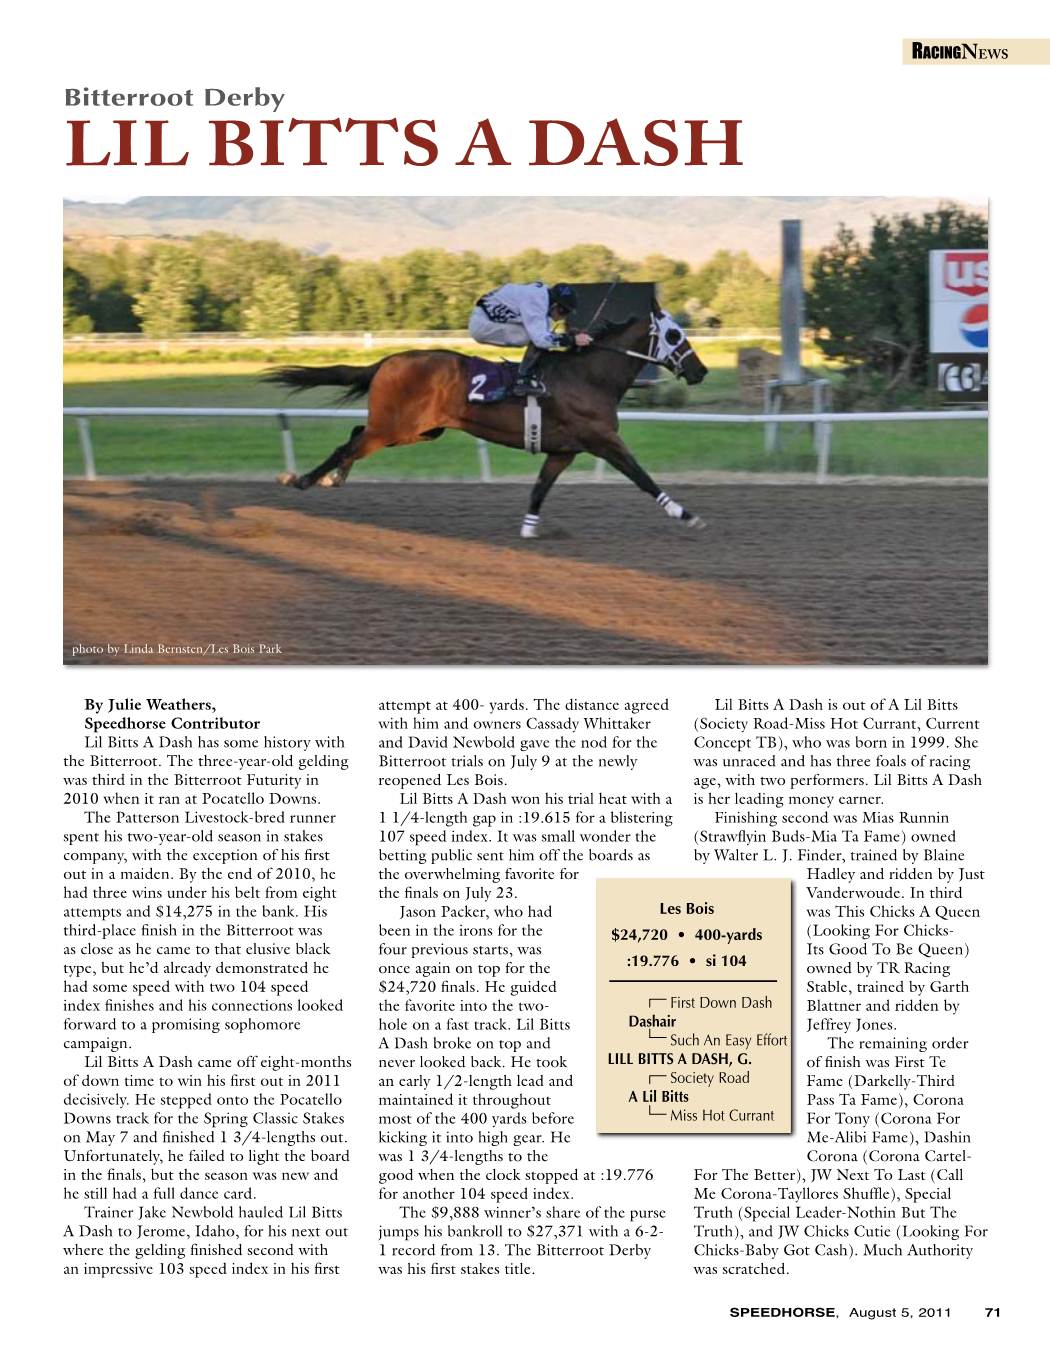 RACINGNEWS
Bitterroot Derby
LIL BITTS A DASH
2
us
photo by Linda Bernsten/Les Bois Park
By Julie Weathers,
Speedhorse Contributor
Lil Bitts A Dash has some history with
the Bitterroot. The three-year-old gelding
was third in the Bitterroot Futurity in
2010 when it ran at Pocatello Downs.
The Patterson Livestock-bred runner
spent his two-year-old season in stakes
company, with the exception of his first
out in a maiden. By the end of 2010, he
had three wins under his belt from eight
attempts and $14,275 in the bank. His
third-place finish in the Bitterroot was
as close as he came to that elusive black
type, but he'd already demonstrated he
had some speed with two 104 speed
index finishes and his connections looked
forward to a promising sophomore
campaign.
Lil Bitts A Dash came off eight-months
of down time to win his first out in 2011
decisively. He stepped onto the Pocatello
Downs track for the Spring Classic Stakes
on May 7 and finished 1 3/4-lengths out.
Unfortunately, he failed to light the board
in the finals, but the season was new and
he still had a full dance card.
Trainer Jake Newbold hauled Lil Bitts
A Dash to Jerome, Idaho, for his next out
where the gelding finished second with
an impressive 103 speed index in his first
attempt at 400- yards. The distance agreed
with him and owners Cassady Whittaker
and David Newbold gave the nod for the
Bitterroot trials on July 9 at the newly
reopened Les Bois.
Lil Bitts A Dash won his trial heat with a
1 1/4-length gap in :19.615 for a blistering
107 speed index. It was small wonder the
betting public sent him off the boards as
the overwhelming favorite for
the finals on July 23.
Jason Packer, who had
been in the irons for the
four previous starts, was
once again on top for the
$24,720 finals. He guided
the favorite into the two-
hole on a fast track. Lil Bitts
A Dash broke on top and
never looked back. He took
an early 1/2-length lead and
maintained it throughout
most of the 400 yards before
kicking it into high gear. He
was 1 3/4-lengths to the
good when the clock stopped at :19.776
for another 104 speed index.
The $9,888 winner's share of the purse
jumps his bankroll to $27,371 with a 6-2-
1 record from 13. The Bitterroot Derby
was his first stakes title.
Les Bois
$24,720 • 400-yards
:19.776 • si 104
First Down Dash
Dashair
Such An Easy Effort
LILL BITTS A DASH, G.
Society Road
A Lil Bitts
Miss Hot Currant
Lil Bitts A Dash is out of A Lil Bitts
(Society Road-Miss Hot Currant, Current
Concept TB), who was born in 1999. She
was unraced and has three foals of racing
age, with two performers. Lil Bitts A Dash
is her leading money earner.
Finishing second was Mias Runnin
(Strawflyin Buds-Mia Ta Fame) owned
by Walter L. J. Finder, trained by Blaine
Hadley and ridden by Just
Vanderwoude. In third
was This Chicks A Queen
(Looking For Chicks-
Its Good To Be Queen)
owned by TR Racing
Stable, trained by Garth
Blattner and ridden by
Jeffrey Jones.
The remaining order
of finish was First Te
Fame (Darkelly-Third
Pass Ta Fame), Corona
For Tony (Corona For
Me-Alibi Fame), Dashin
Corona (Corona Cartel-
For The Better), JW Next To Last (Call
Me Corona-Tayllores Shuffle), Special
Truth (Special Leader-Nothin But The
Truth), and JW Chicks Cutie (Looking For
Chicks-Baby Got Cash). Much Authority
was scratched.
SPEEDHORSE, August 5, 2011 71